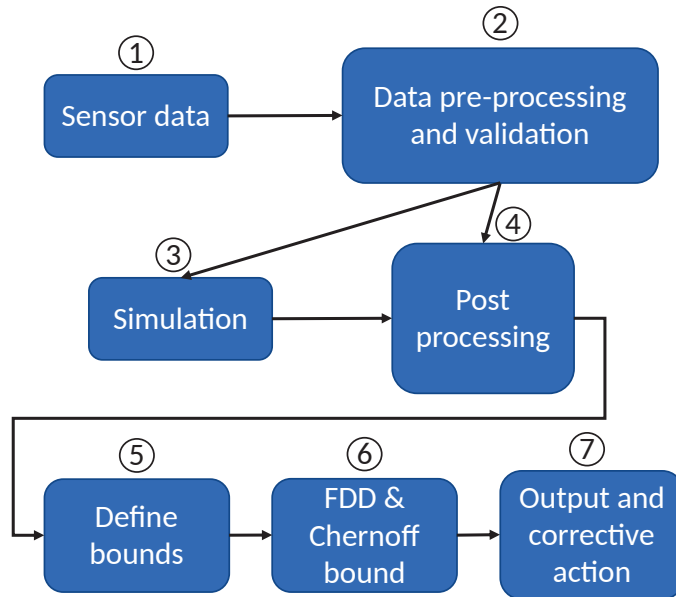 ①
Sensor data
②
Data pre-processing
and validation
③
Simulation
④
Post
processing
⑤
Define
bounds
⑥
FDD &
Chernoff
bound
⑦
Output and
corrective
action